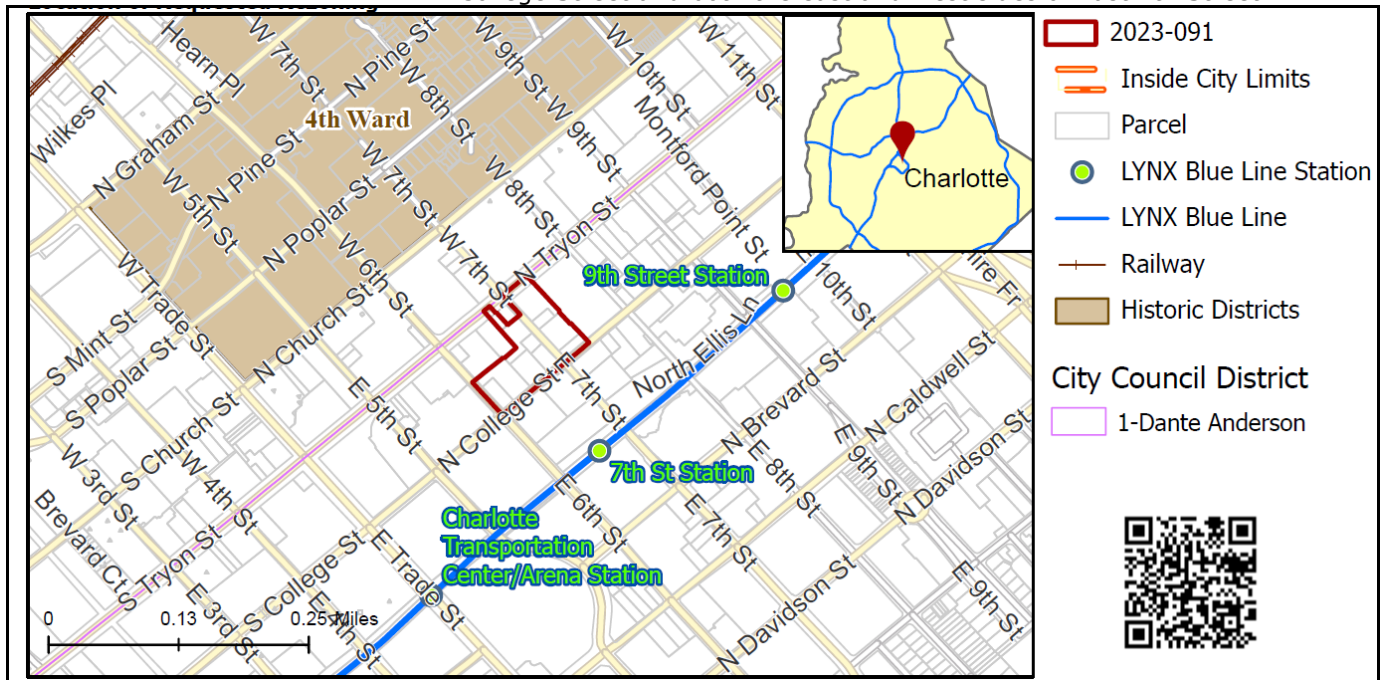 W 7th St
N Pine St
Hearn Pl
W 8th St
W 9th St
W 10th St
W 11th St
Wilkes Pl
N Graham St
4th Ward
W 9th St
Montford Point St
N Pine St
W 5th St
W 7th St
W 8th St
N Poplar St
N Tryon St
Charlotte
W 6th St
W 7th St
W Trade St
9th Street Station
E 10th St
S Mint St
N Church St
North Ellis Ln
S Poplar St
E 7th St
N College St
E 5th St
N Brevard St
N Caldwell St
S Church St
W 3rd St
W 4th St
7th St Station
E 8th St
E 9th St
N Davidson St
E 6th St
E 7th St
Charlotte
Transportation
Center/Arena Station
Brevard Ct
S Tryon St
S College St
E Trade St
E 3rd St
E 4th St
N Davidson St
E 9th St
0 0.13 0.25 Miles
2023-091
Inside City Limits
Parcel
LYNX Blue Line Station
LYNX Blue Line
Railway
Historic Districts
City Council District
1-Dante Anderson